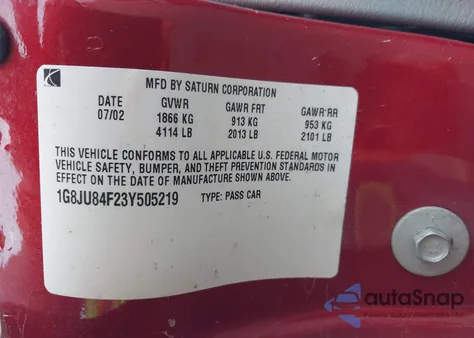 MFD BY SATURN CORPORATION
DATE GVWR GAWR FRT GAWR RR
07/02 1866 KG 913 KG 953 KG
4114 LB 2013 LB 2101 LB
THIS VEHICLE CONFORMS TO ALL APPLICABLE U.S. FEDERAL MOTOR
VEHICLE SAFETY, BUMPER, AND THEFT PREVENTION STANDARDS IN
EFFECT ON THE DATE OF MANUFACTURE SHOWN ABOVE.
1G8JU84F23Y505219 TYPE: PASS CAR
autoSnap